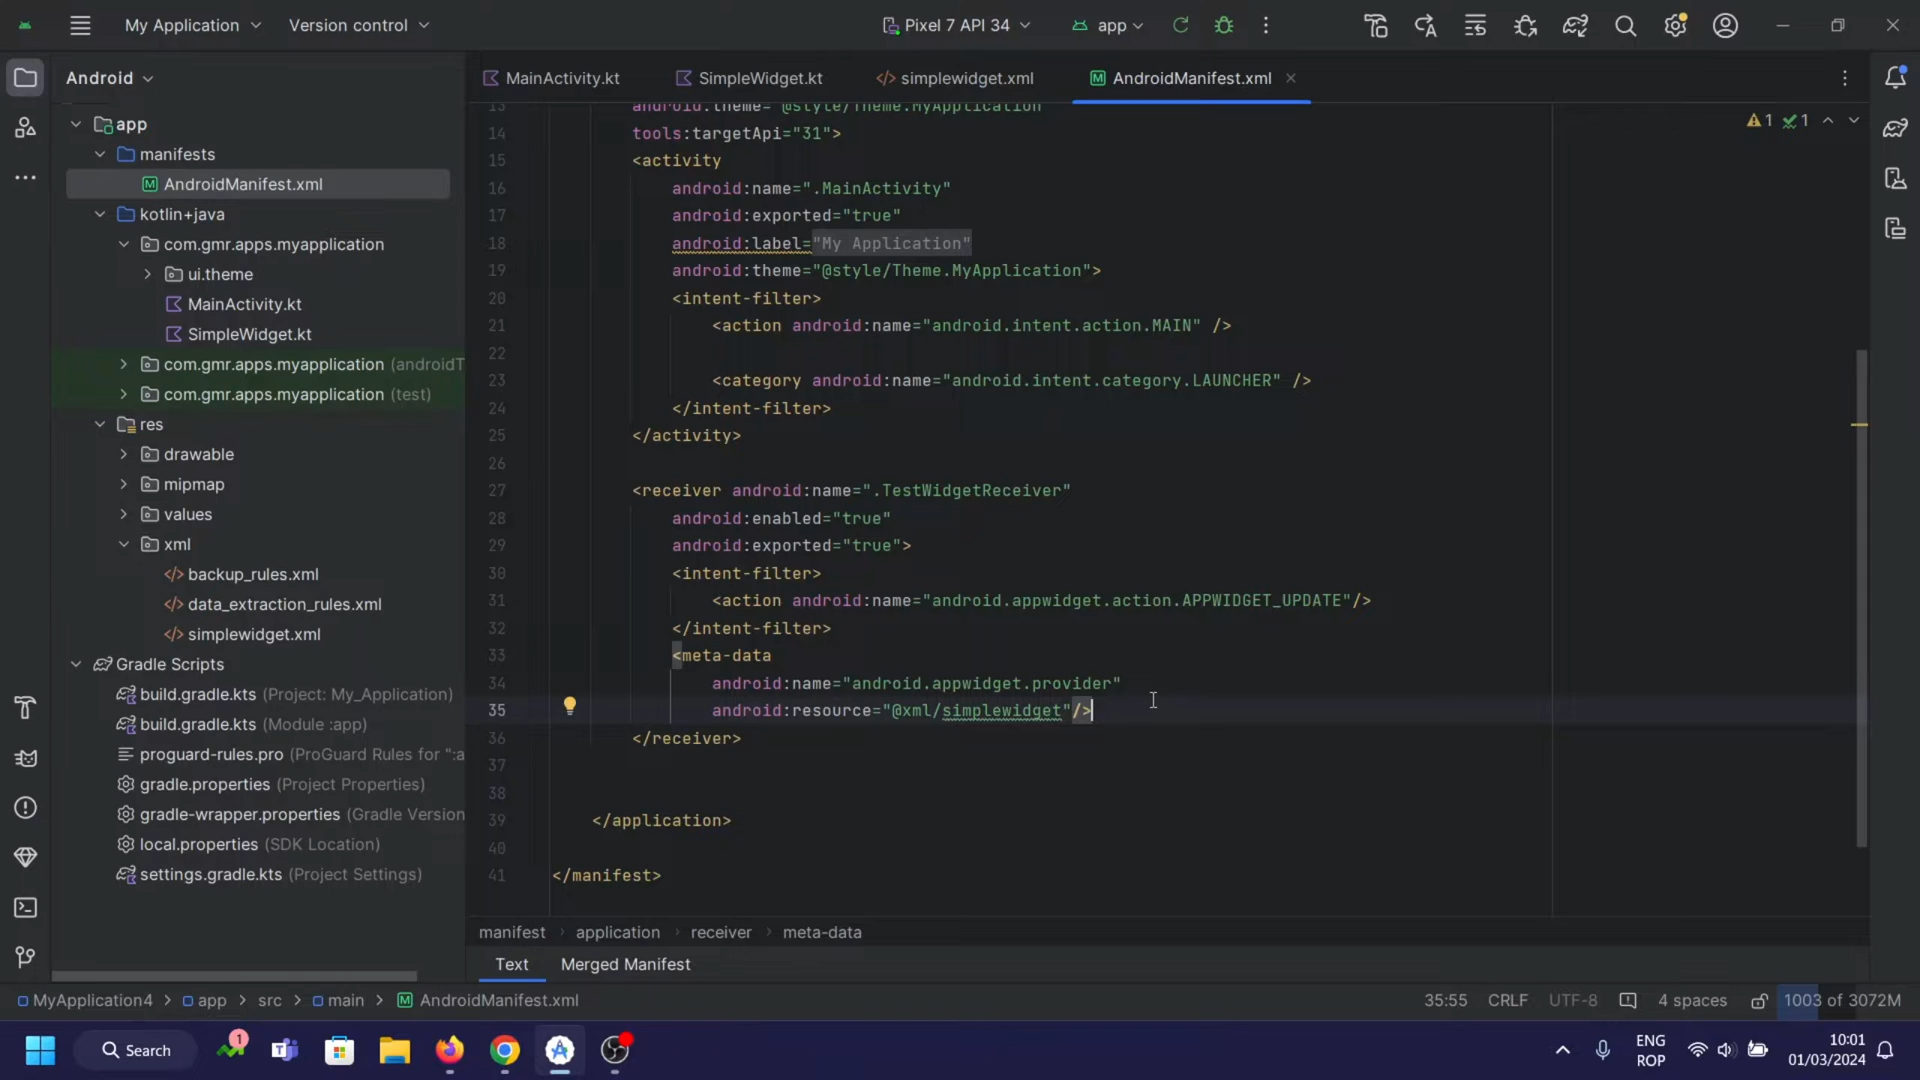 My Application
Version control
Pixel 7 API 34
app
Android
MainActivity.kt
SimpleWidget.kt
simplewidget.xml
AndroidManifest.xml
app
manifests
AndroidManifest.xml
kotlin+java
com.gmr.apps.myapplication
ui.theme
MainActivity.kt
SimpleWidget.kt
com.gmr.apps.myapplication (androidT
com.gmr.apps.myapplication (test)
res
drawable
mipmap
values
xml
backup_rules.xml
data_extraction_rules.xml
simplewidget.xml
Gradle Scripts
build.gradle.kts (Project: My_Application)
build.gradle.kts (Module :app)
proguard-rules.pro (ProGuard Rules for ":a
gradle.properties (Project Properties)
gradle-wrapper.properties (Gradle Version
local.properties (SDK Location)
settings.gradle.kts (Project Settings)
1 1
13 android:theme="@style/Theme.MyApplication"
14 tools:targetApi="31">
15 <activity
16 android:name=".MainActivity"
17 android:exported="true"
18 android:label="My Application"
19 android:theme="@style/Theme.MyApplication">
20 <intent-filter>
21 <action android:name="android.intent.action.MAIN" />
22
23 <category android:name="android.intent.category.LAUNCHER" />
24 </intent-filter>
25 </activity>
26
27 <receiver android:name=".TestWidgetReceiver"
28 android:enabled="true"
29 android:exported="true">
30 <intent-filter>
31 <action android:name="android.appwidget.action.APPWIDGET_UPDATE"/>
32 </intent-filter>
33 <meta-data
34 android:name="android.appwidget.provider"
35 android:resource="@xml/simplewidget"/>
36 </receiver>
37
38
39 </application>
40
41 </manifest>
manifest › application › receiver › meta-data
Text
Merged Manifest
MyApplication4 > app > src > main > AndroidManifest.xml
35:55
CRLF
UTF-8
4 spaces
1003 of 3072M
Search
1
ENG
ROP
10:01
01/03/2024